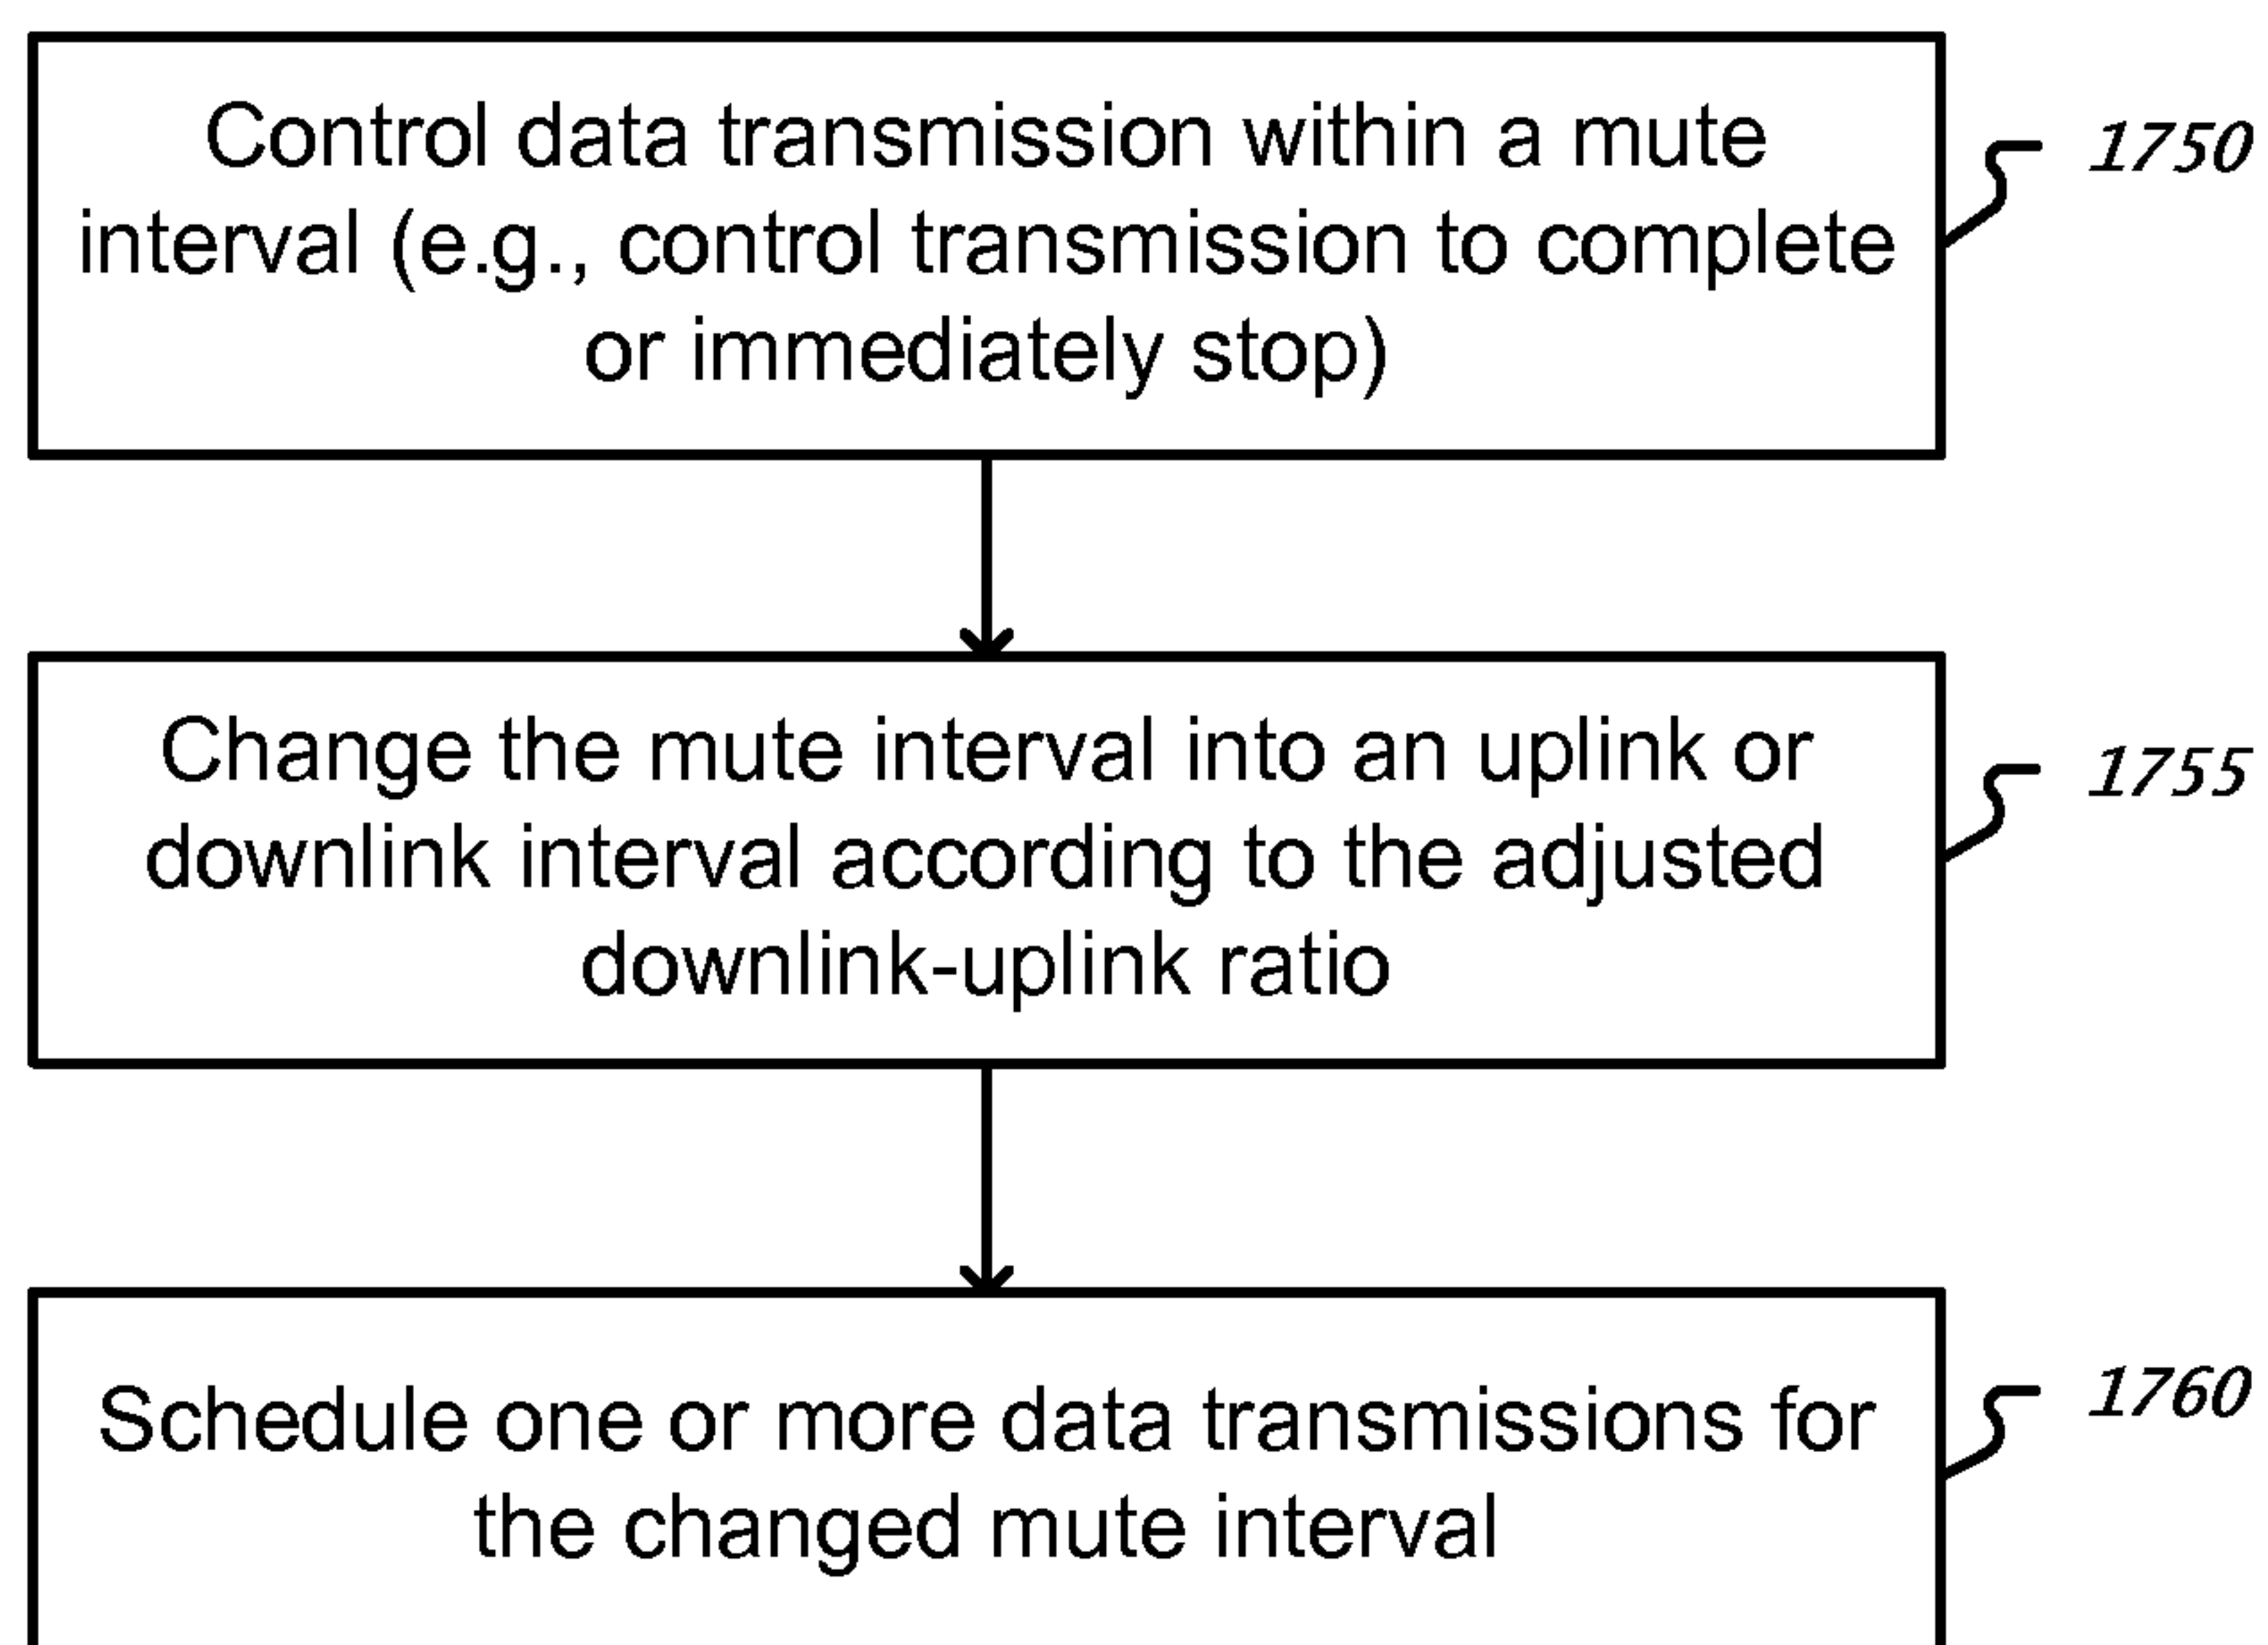 Control data transmission within a mute
interval (e.g., control transmission to complete
or immediately stop)
1750
Change the mute interval into an uplink or
downlink interval according to the adjusted
downlink-uplink ratio
1755
Schedule one or more data transmissions for
the changed mute interval
1760